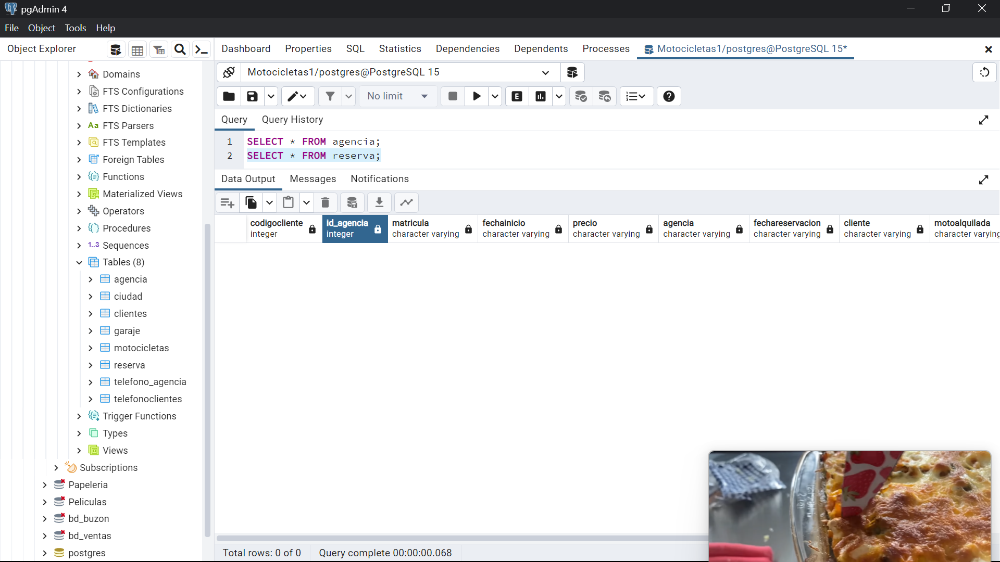 pgAdmin 4
File Object Tools Help
Object Explorer
Dashboard Properties SQL Statistics Dependencies Dependents Processes Motocicletas1/postgres@PostgreSQL 15*
Motocicletas1/postgres@PostgreSQL 15
No limit
Query Query History
1 SELECT * FROM agencia;
2 SELECT * FROM reserva;
Data Output Messages Notifications
codigocliente integer
id_agencia integer
matricula character varying
fechainicio character varying
precio character varying
agencia character varying
fechareservacion character varying
cliente character varying
motoalquilada character varying
Domains
FTS Configurations
FTS Dictionaries
Aa FTS Parsers
FTS Templates
Foreign Tables
Functions
Materialized Views
Operators
Procedures
1..3 Sequences
Tables (8)
agencia
ciudad
clientes
garaje
motocicletas
reserva
telefono_agencia
telefonoclientes
Trigger Functions
Types
Views
Subscriptions
Papeleria
Peliculas
bd_buzon
bd_ventas
postgres
Total rows: 0 of 0 Query complete 00:00:00.068